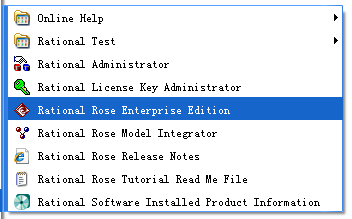 Online Help
Rational Test
Rational Administrator
Rational License Key Administrator
Rational Rose Enterprise Edition
Rational Rose Model Integrator
Rational Rose Release Notes
Rational Rose Tutorial Read Me File
Rational Software Installed Product Information